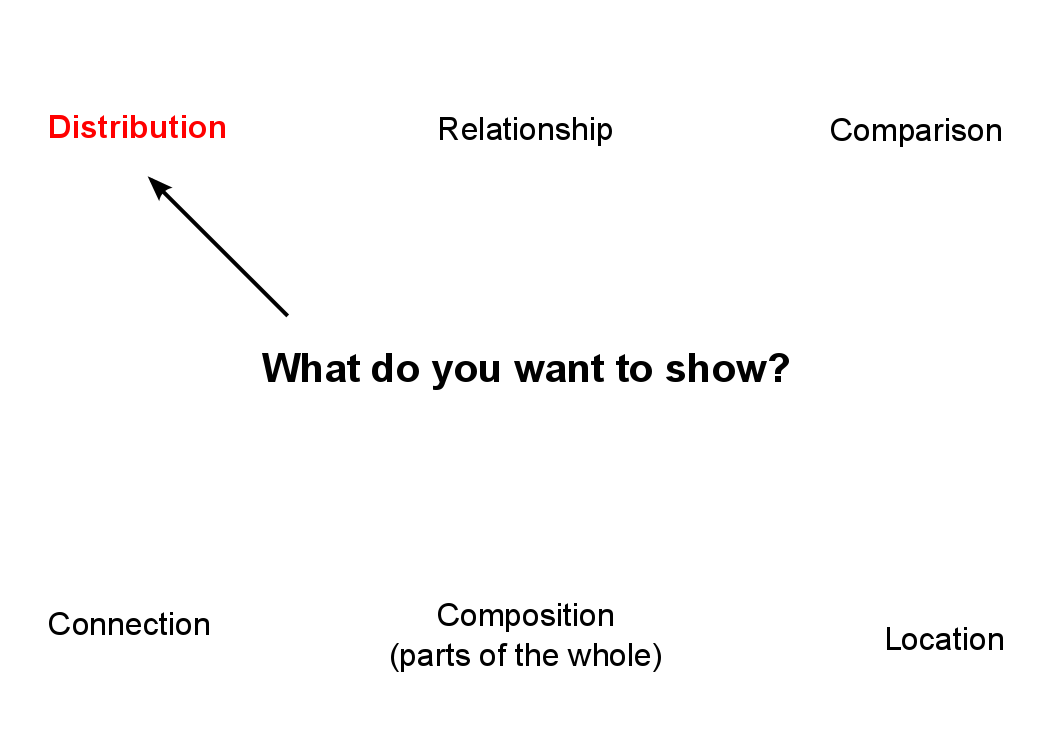 Distribution
Relationship
Comparison
What do you want to show?
Connection
Composition
(parts of the whole)
Location